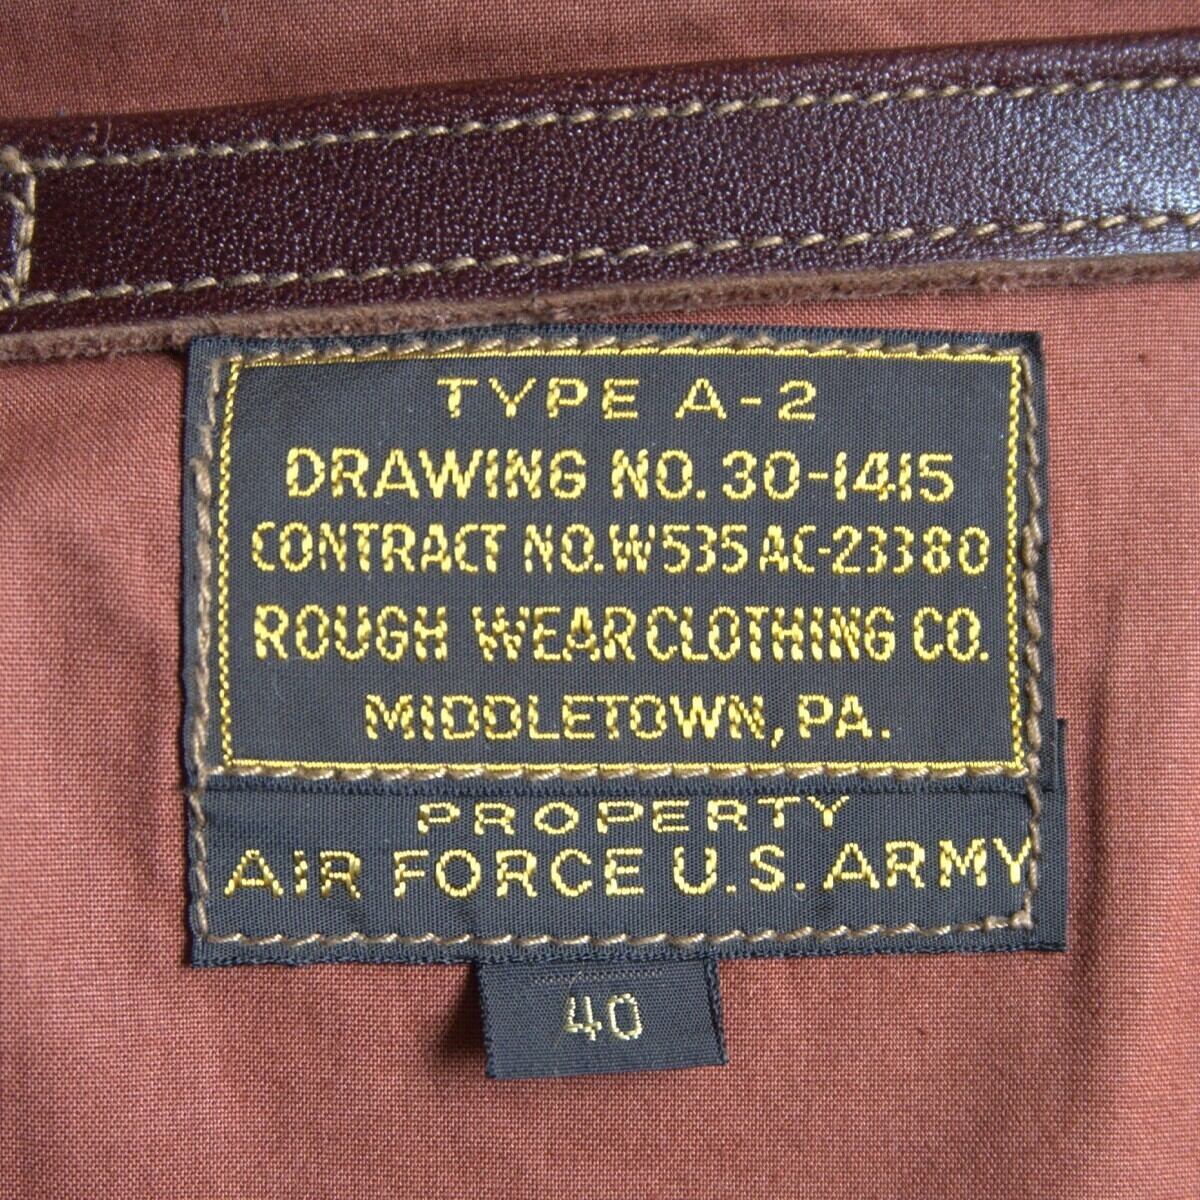 TYPE A-2
DRAWING NO. 30-1415
CONTRACT NO. W535 AC-23380
ROUGH WEAR CLOTHING CO.
MIDDLETOWN, PA.
PROPERTY
AIR FORCE U.S. ARMY
40